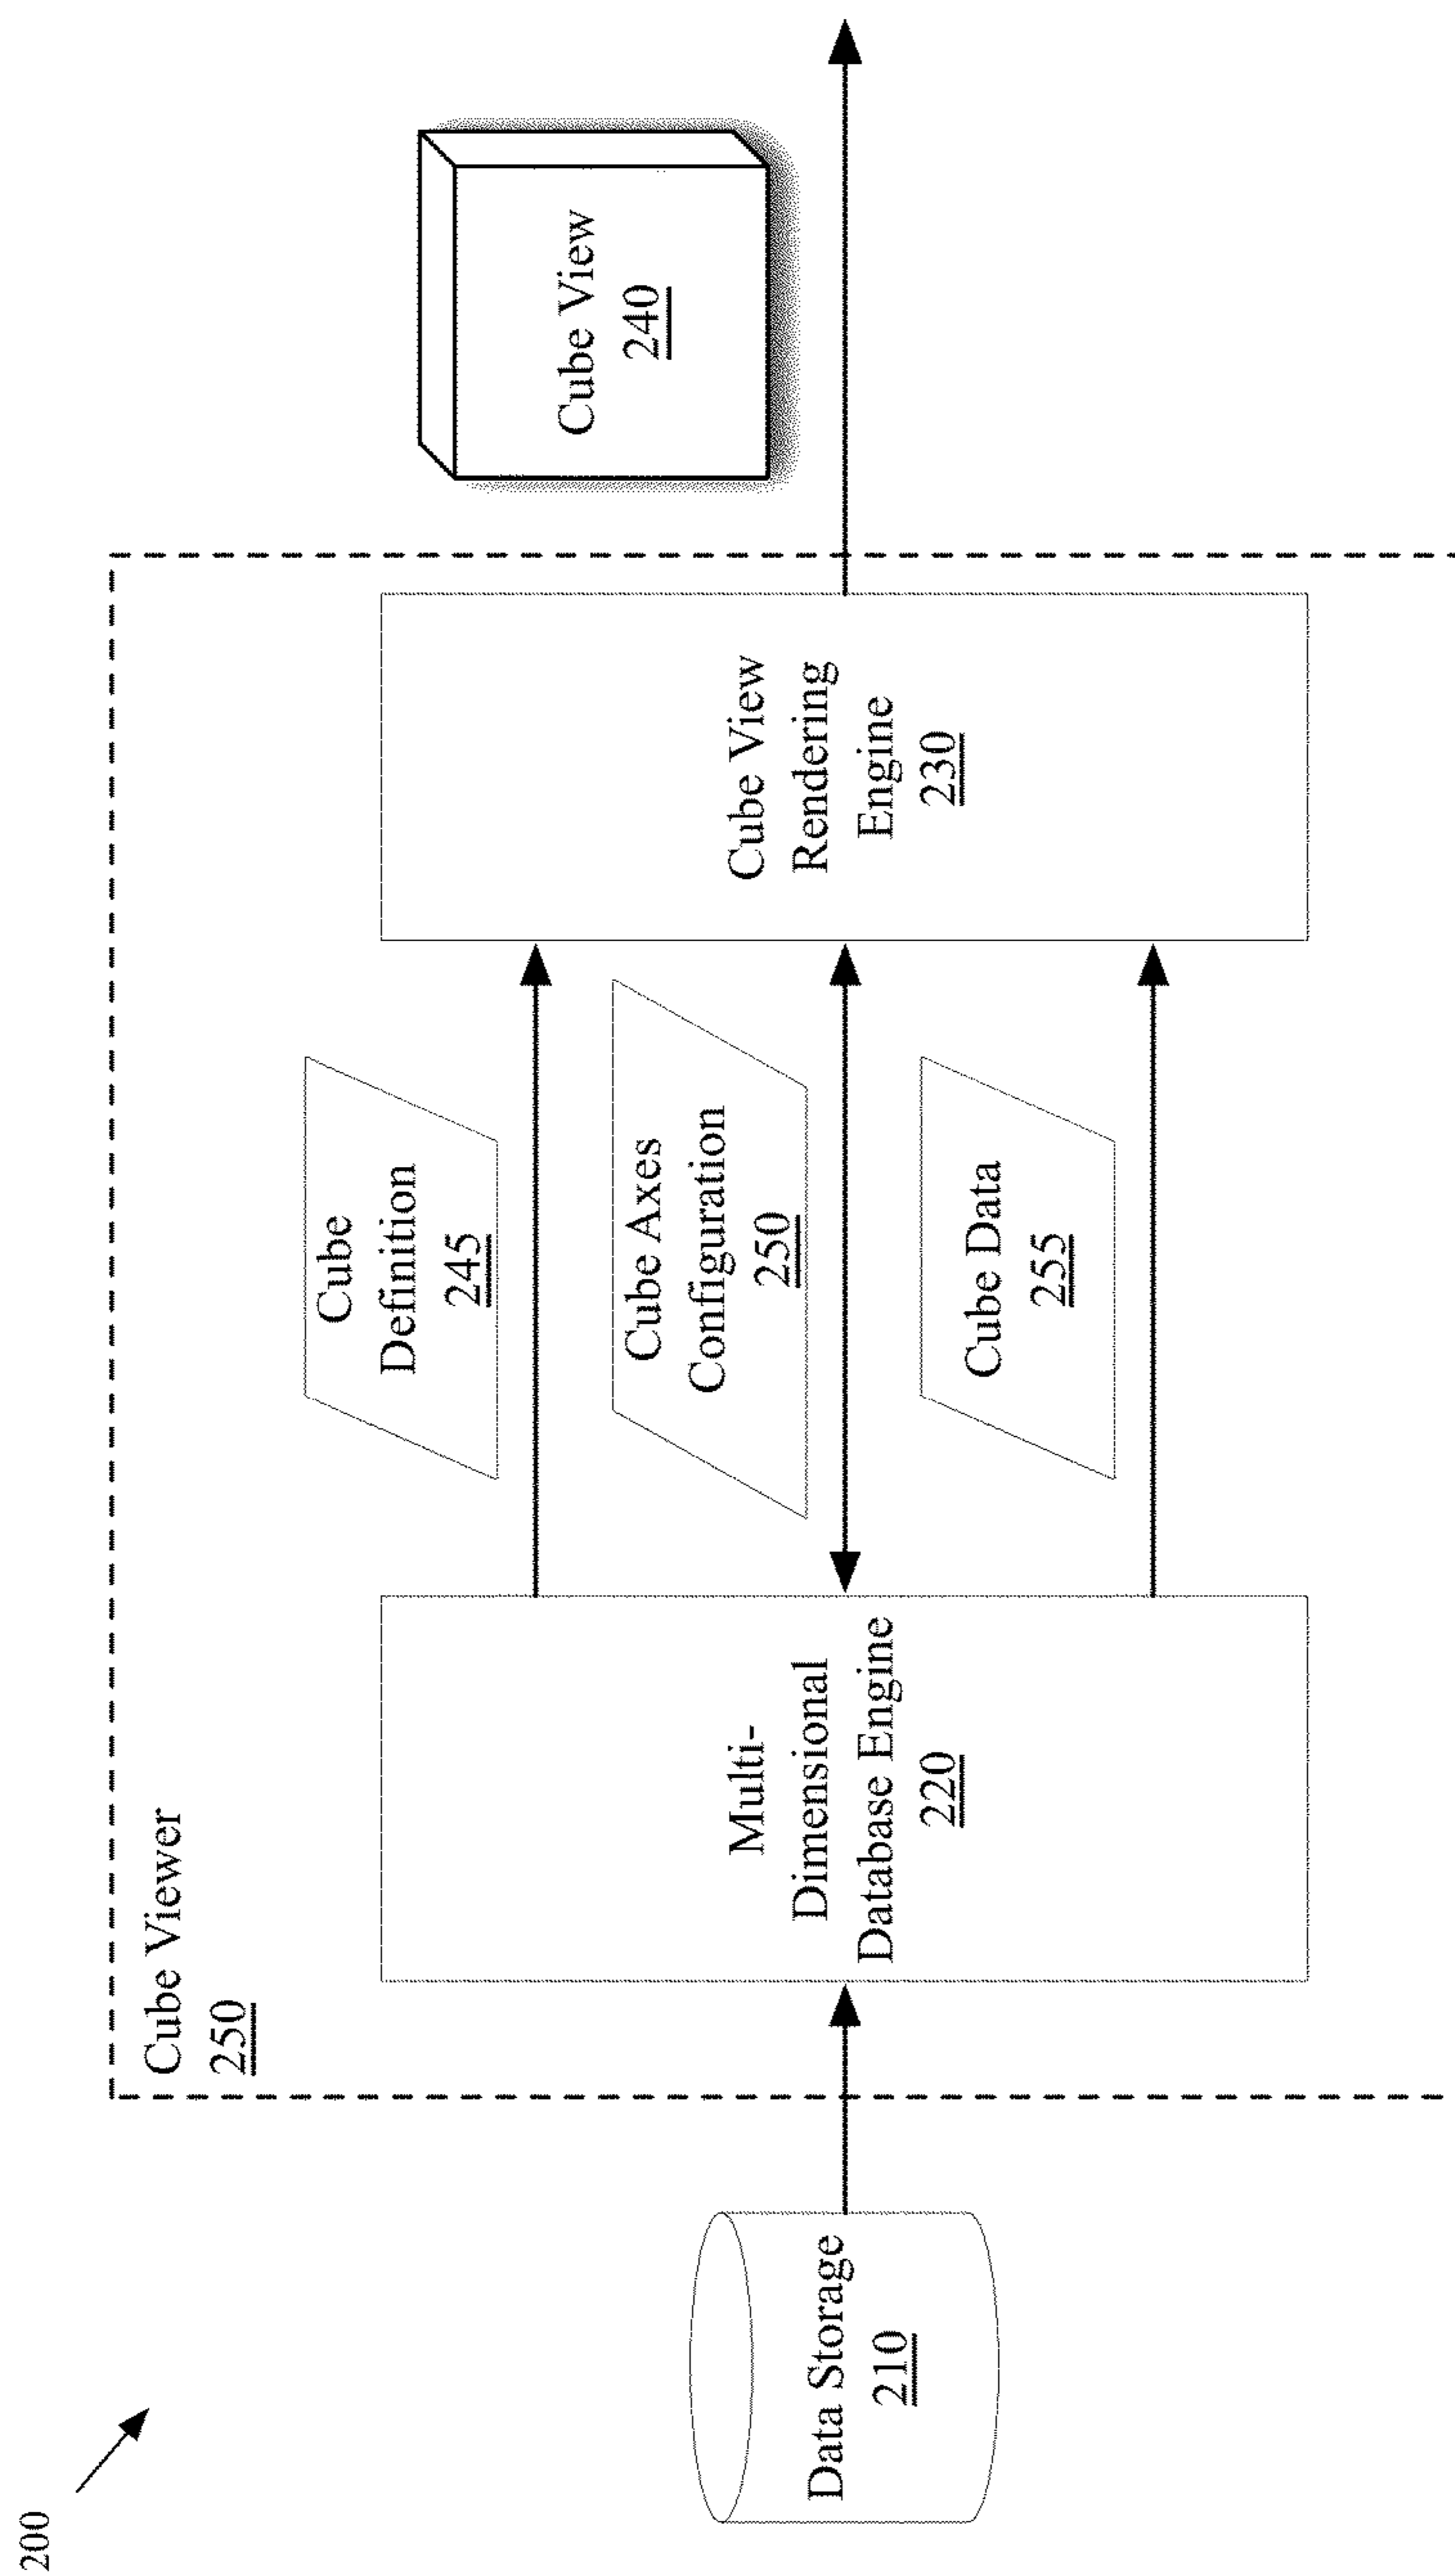 200
Cube Viewer
250
Data Storage
210
Multi-
Dimensional
Database Engine
220
Cube
Definition
245
Cube Axes
Configuration
250
Cube Data
255
Cube View
Rendering
Engine
230
Cube View
240